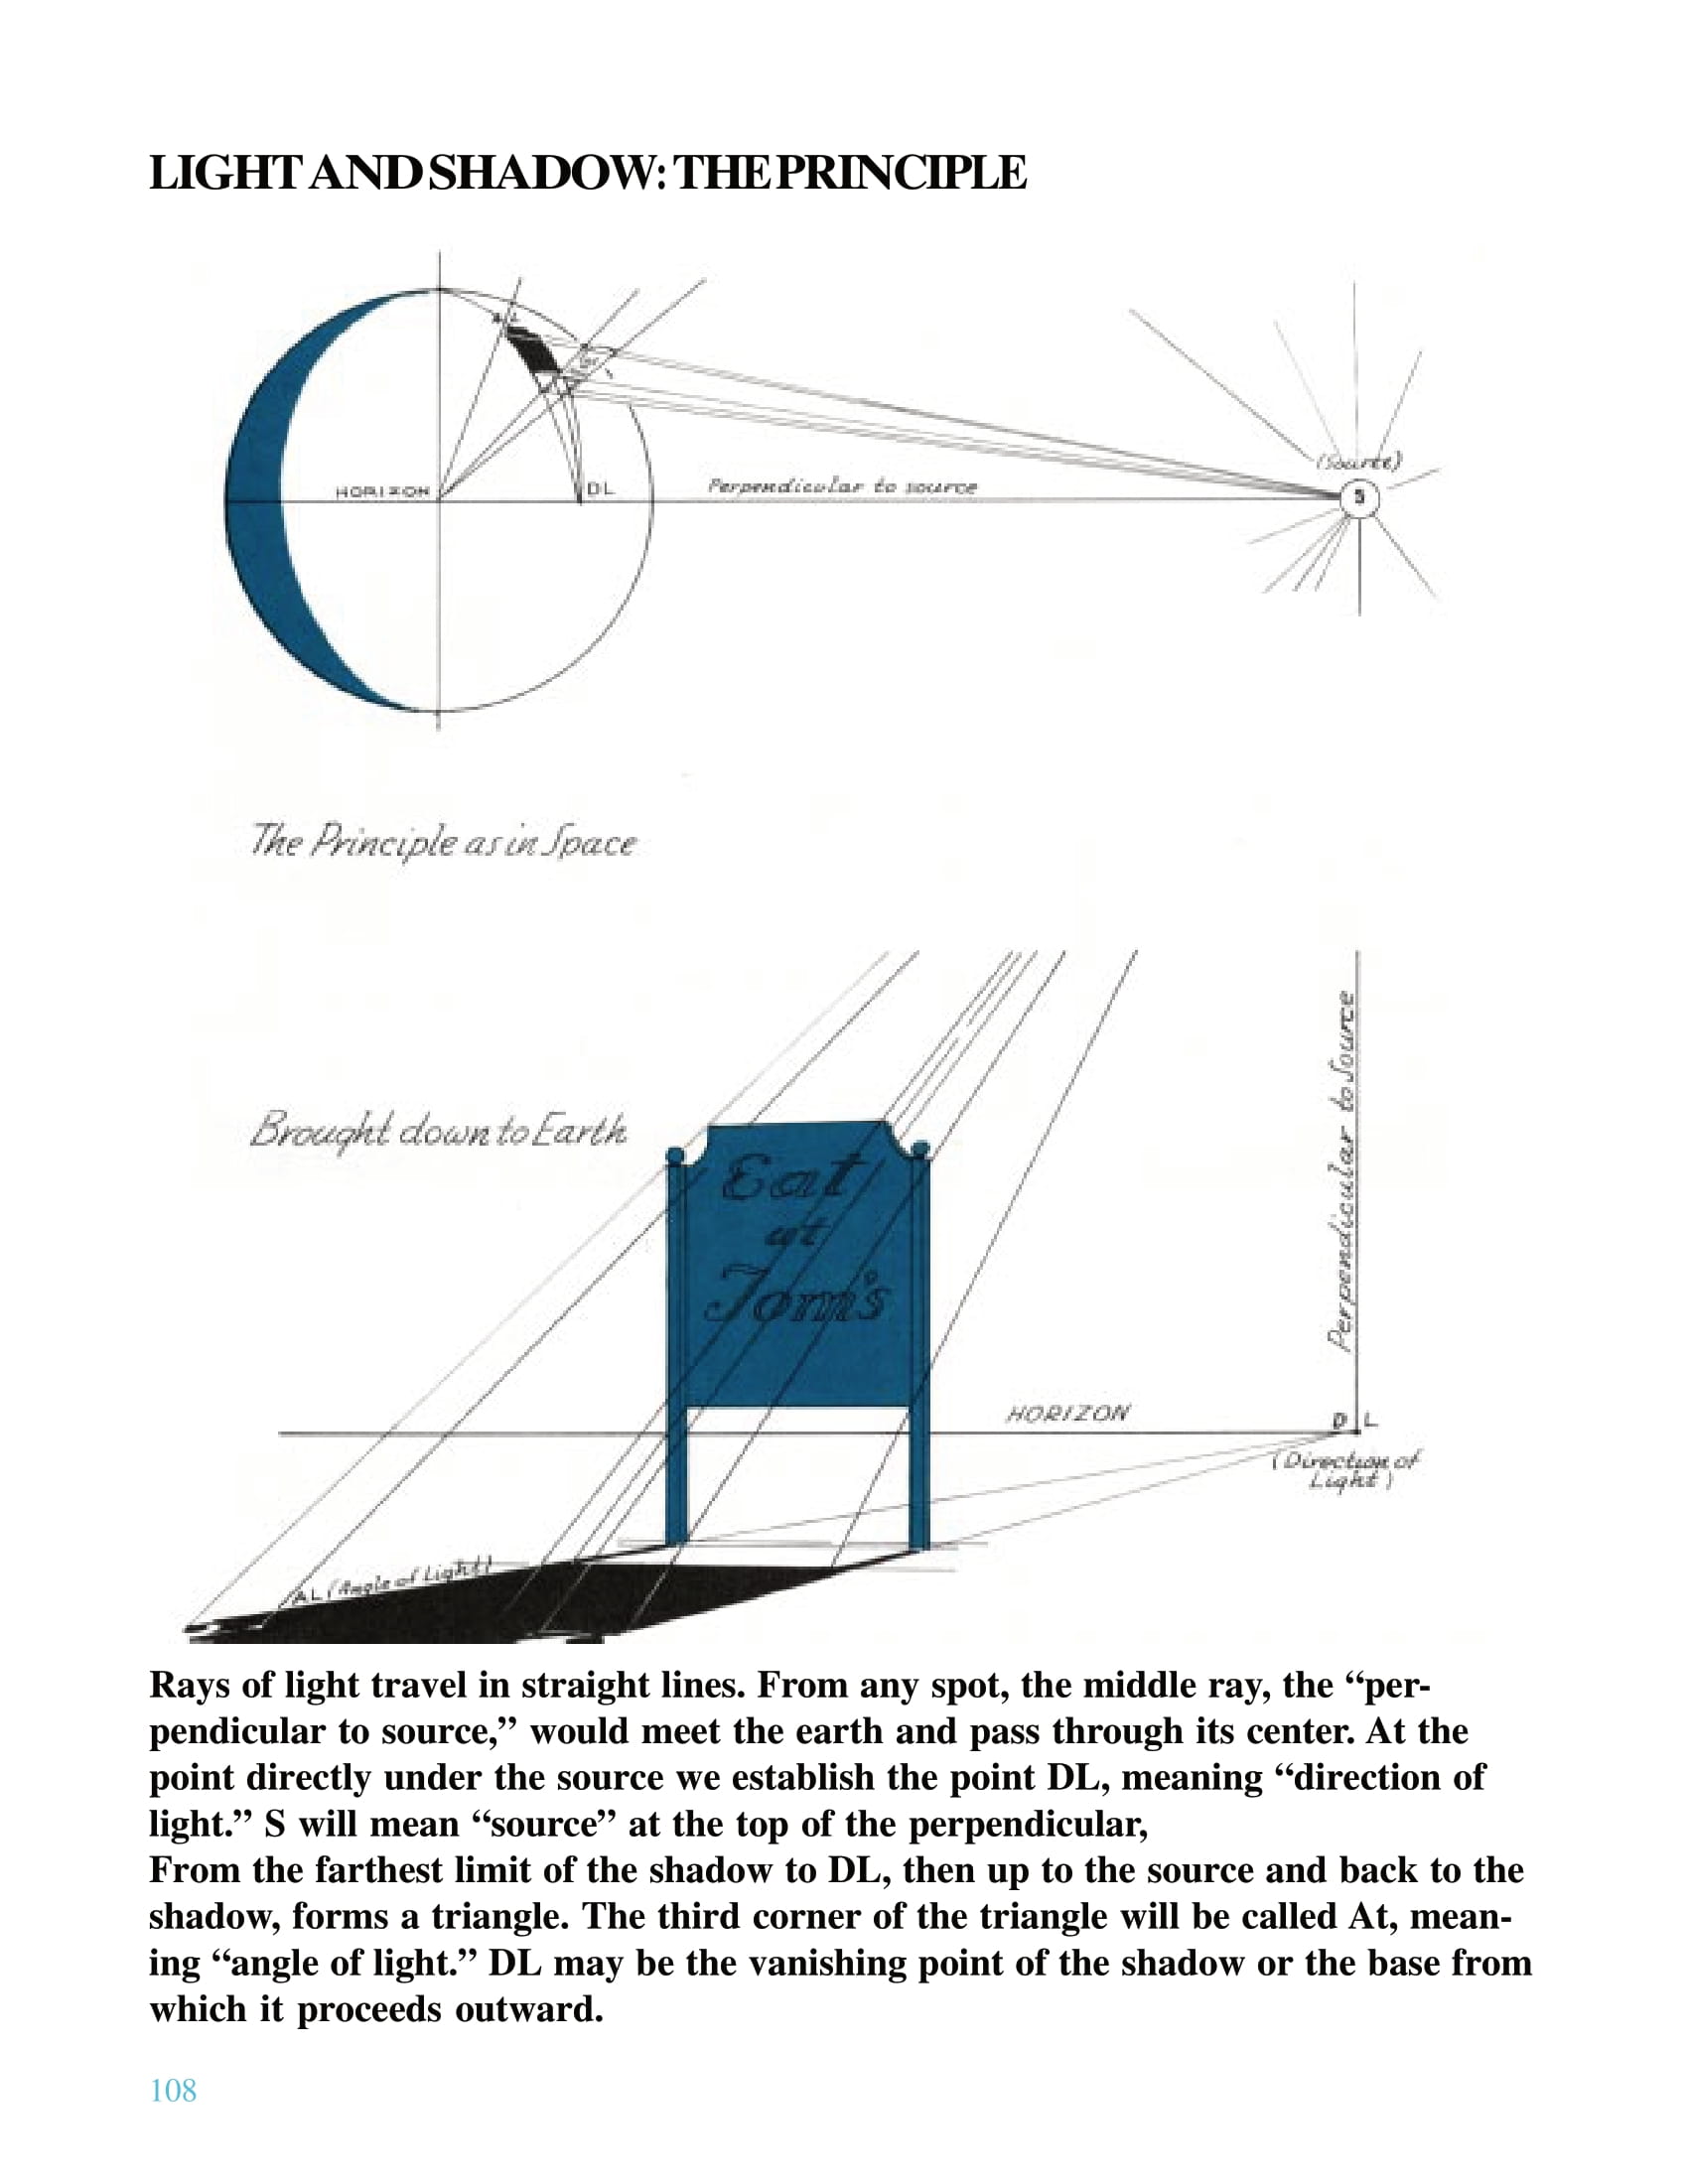 LIGHT AND SHADOW: THE PRINCIPLE
AL
HORIZON
DL
Perpendicular to source
(Source)
S
The Principle as in Space
Brought down to Earth
Eat
at
Tom's
Perpendicular to Source
HORIZON
D L
(Direction of
Light)
AL (Angle of Light)
Rays of light travel in straight lines. From any spot, the middle ray, the “per-
pendicular to source,” would meet the earth and pass through its center. At the
point directly under the source we establish the point DL, meaning “direction of
light.” S will mean “source” at the top of the perpendicular,
From the farthest limit of the shadow to DL, then up to the source and back to the
shadow, forms a triangle. The third corner of the triangle will be called At, mean-
ing “angle of light.” DL may be the vanishing point of the shadow or the base from
which it proceeds outward.
108